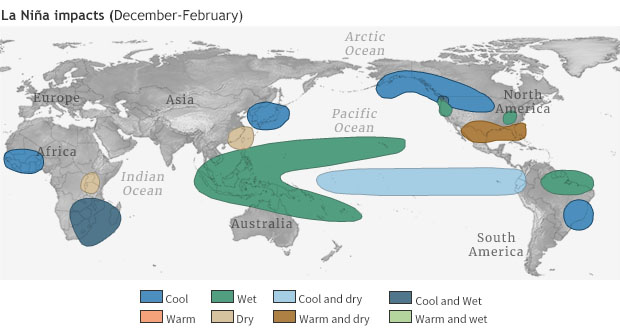 La Niña impacts (December-February)
Arctic
Ocean
Europe
Asia
North
America
Pacific
Ocean
Africa
Indian
Ocean
Australia
South
America
Cool
Wet
Cool and dry
Cool and Wet
Warm
Dry
Warm and dry
Warm and wet